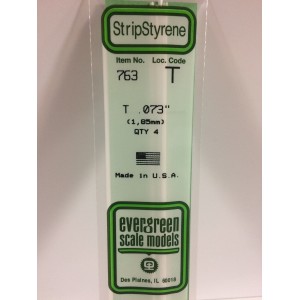 StripStyrene
Item No. Loc. Code
763 T
T .073"
(1,85mm)
QTY 4
Made in U.S.A.
evergreen
scale models
Des Plaines, IL 60018